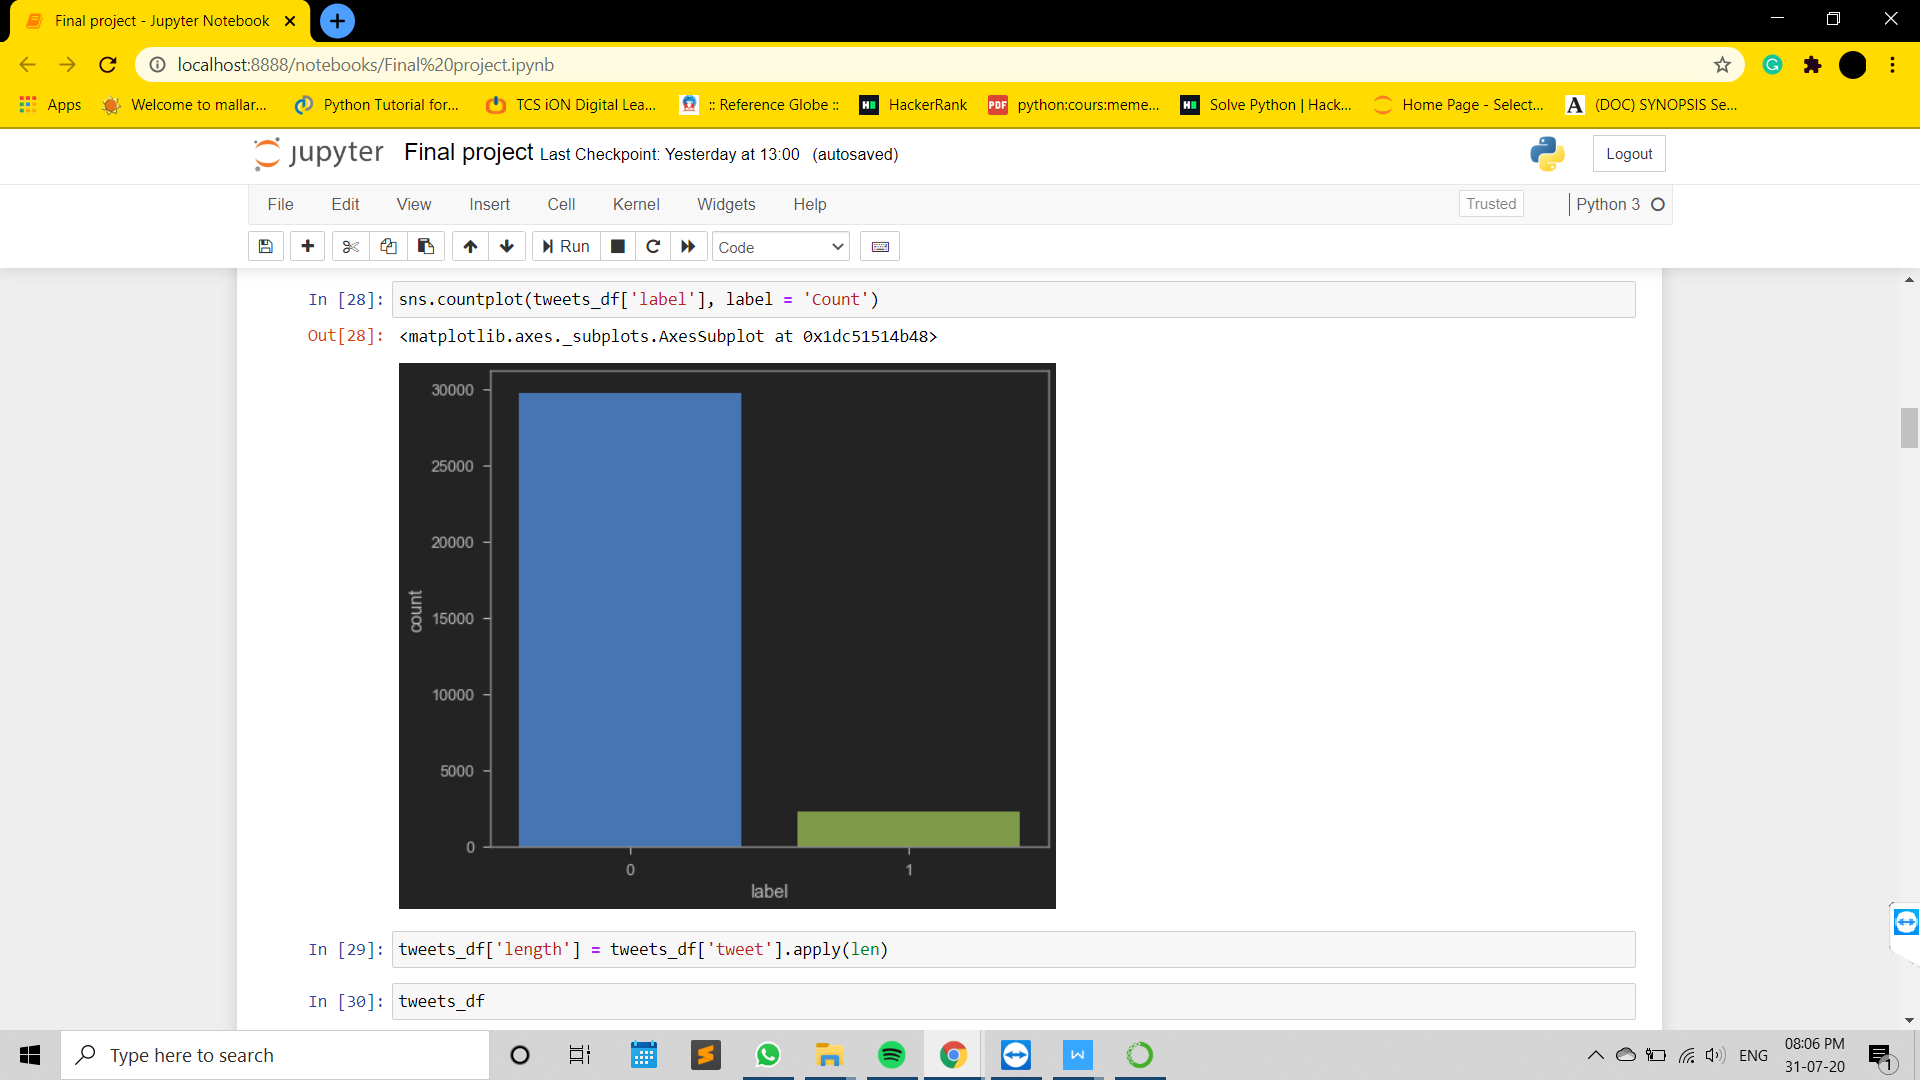 Final project - Jupyter Notebook
localhost:8888/notebooks/Final%20project.ipynb
Apps Welcome to mallar... Python Tutorial for... TCS iON Digital Lea... :: Reference Globe :: HackerRank PDF python:cours:meme... Solve Python | Hack... Home Page - Select... A (DOC) SYNOPSIS Se...
jupyter Final project Last Checkpoint: Yesterday at 13:00 (autosaved) Logout
File Edit View Insert Cell Kernel Widgets Help Trusted Python 3
Run Code
In [28]: sns.countplot(tweets_df['label'], label = 'Count')
Out[28]: <matplotlib.axes._subplots.AxesSubplot at 0x1dc51514b48>
30000
25000
20000
15000
10000
5000
0
count
0 1
label
In [29]: tweets_df['length'] = tweets_df['tweet'].apply(len)
In [30]: tweets_df
Type here to search
ENG
08:06 PM
31-07-20
1